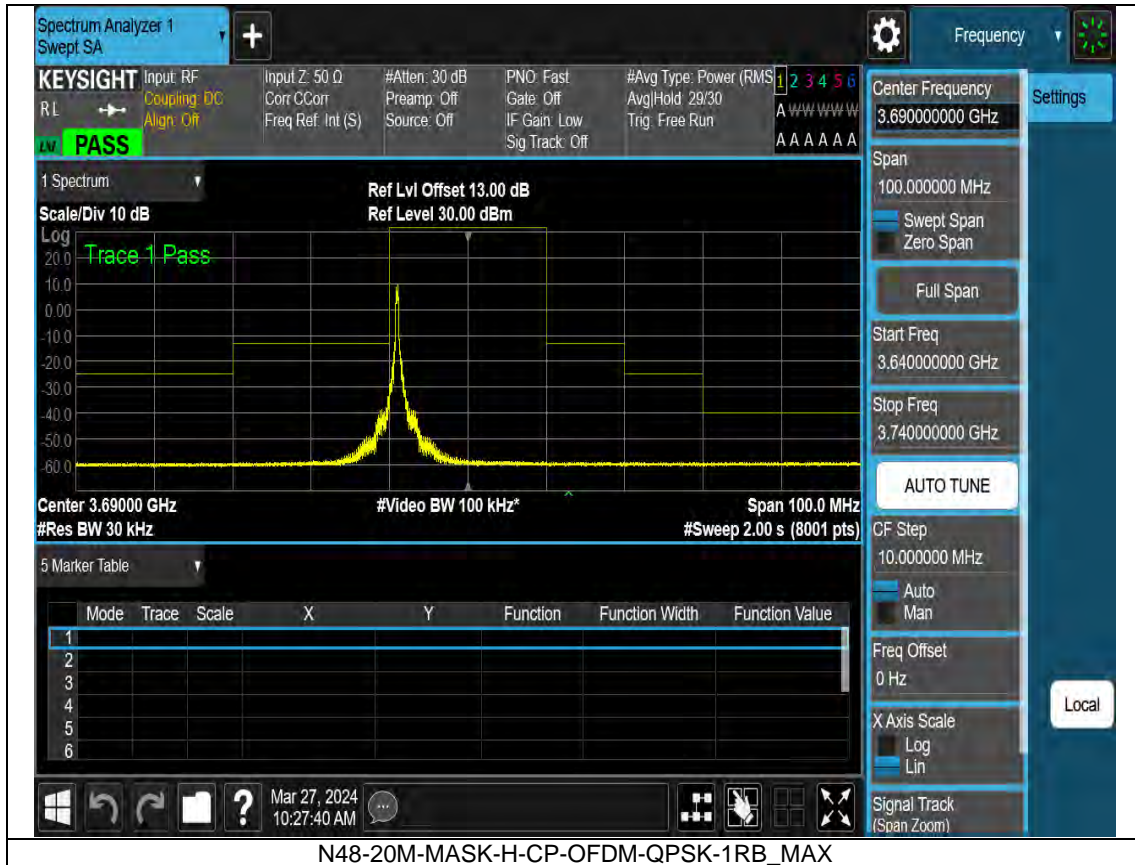 Spectrum Analyzer 1
Swept SA
+
Frequency
KEYSIGHT
R L
PASS
Input: RF
Coupling: DC
Align: Off
Input Z: 50 Ω
Corr CCorr
Freq Ref: Int (S)
#Atten: 30 dB
Preamp: Off
Source: Off
PNO: Fast
Gate: Off
IF Gain: Low
Sig Track: Off
#Avg Type: Power (RMS
Avg|Hold: 29/30
Trig: Free Run
1 2 3 4 5 6
A W W W W W
A A A A A A
1 Spectrum
Ref Lvl Offset 13.00 dB
Scale/Div 10 dB
Ref Level 30.00 dBm
Log
Trace 1 Pass
20.0
10.0
0.00
-10.0
-20.0
-30.0
-40.0
-50.0
-60.0
Center 3.69000 GHz
#Video BW 100 kHz*
Span 100.0 MHz
#Res BW 30 kHz
#Sweep 2.00 s (8001 pts)
5 Marker Table
Mode Trace Scale X Y Function Function Width Function Value
1
2
3
4
5
6
Center Frequency
3.690000000 GHz
Settings
Span
100.000000 MHz
Swept Span
Zero Span
Full Span
Start Freq
3.640000000 GHz
Stop Freq
3.740000000 GHz
AUTO TUNE
CF Step
10.000000 MHz
Auto
Man
Freq Offset
0 Hz
X Axis Scale
Log
Lin
Local
Signal Track
(Span Zoom)
?
Mar 27, 2024
10:27:40 AM
N48-20M-MASK-H-CP-OFDM-QPSK-1RB_MAX